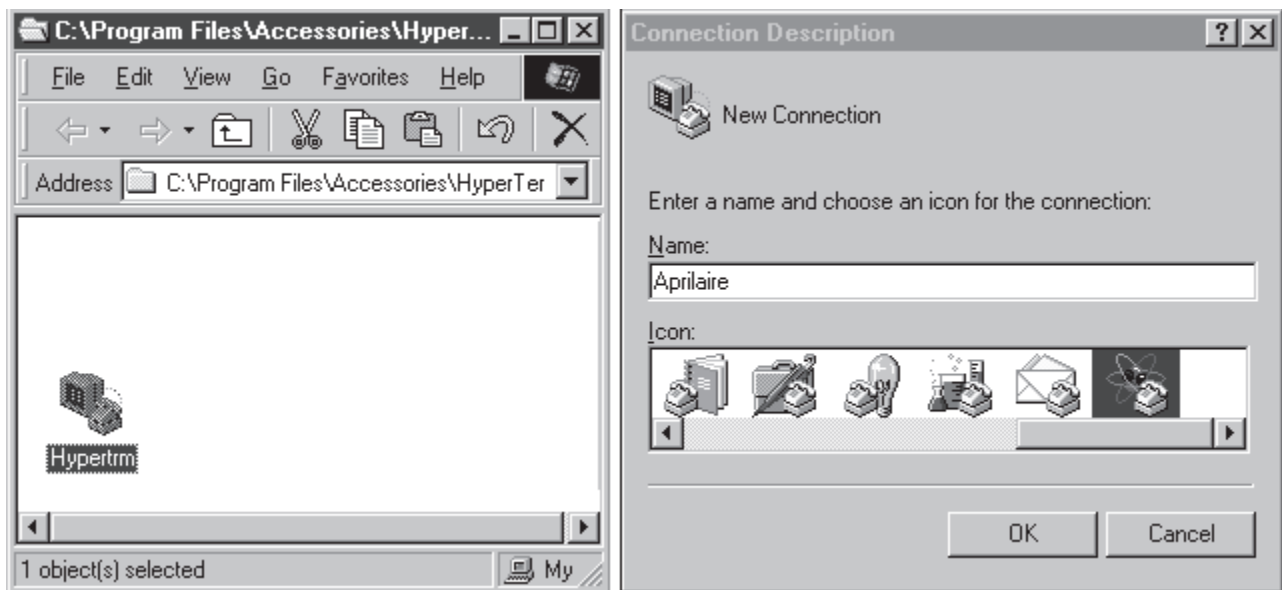 C:\Program Files\Accessories\Hyper...
File Edit View Go Favorites Help
Address C:\Program Files\Accessories\HyperTer
Hypertrm
1 object(s) selected My
Connection Description
New Connection
Enter a name and choose an icon for the connection:
Name:
Aprilaire
Icon:
OK Cancel